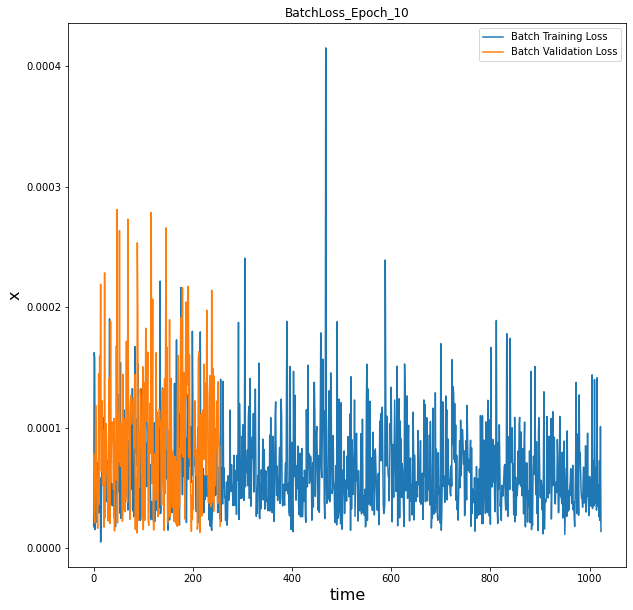 BatchLoss_Epoch_10
Batch Training Loss
Batch Validation Loss
x
0.0004
0.0003
0.0002
0.0001
0.0000
0 200 400 600 800 1000
time